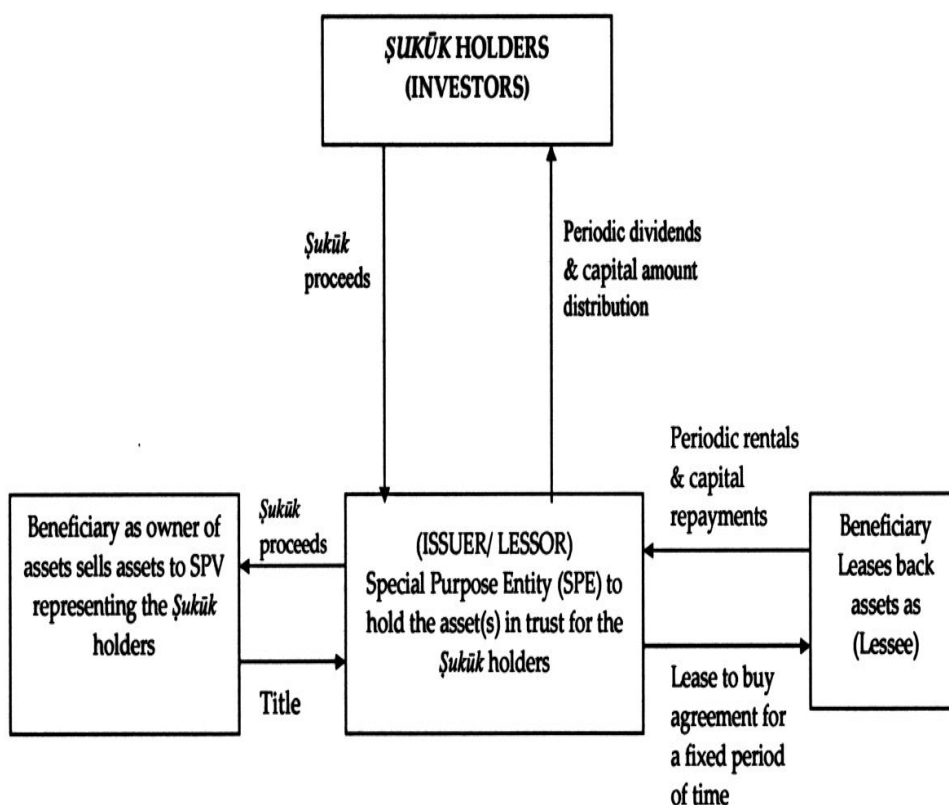 ṢUKŪK HOLDERS
(INVESTORS)
Ṣukūk
proceeds
Periodic dividends
& capital amount
distribution
Beneficiary as owner of
assets sells assets to SPV
representing the Ṣukūk
holders
Ṣukūk
proceeds
Title
(ISSUER/ LESSOR)
Special Purpose Entity (SPE) to
hold the asset(s) in trust for the
Ṣukūk holders
Periodic rentals
& capital
repayments
Lease to buy
agreement for
a fixed period
of time
Beneficiary
Leases back
assets as
(Lessee)